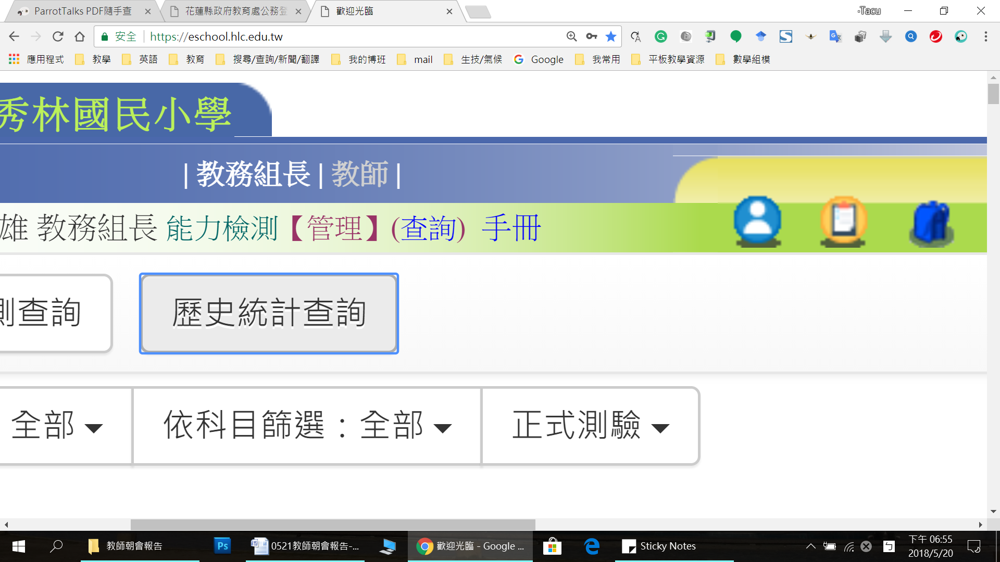 ParrotTalks PDF隨手查
花蓮縣政府教育處公務登
歡迎光臨
Tacu
安全 https://eschool.hlc.edu.tw
應用程式 教學 英語 教育 搜尋/查詢/新聞/翻譯 我的博班 mail 生技/氣候 Google 我常用 平板教學資源 數學組模
秀林國民小學
| 教務組長 | 教師 |
雄 教務組長 能力檢測【管理】(查詢) 手冊
測查詢 歷史統計查詢
全部 依科目篩選：全部 正式測驗
教師朝會報告 Ps 0521教師朝會報告-... 歡迎光臨 - Google ... Sticky Notes ㄅ 下午 06:55
2018/5/20